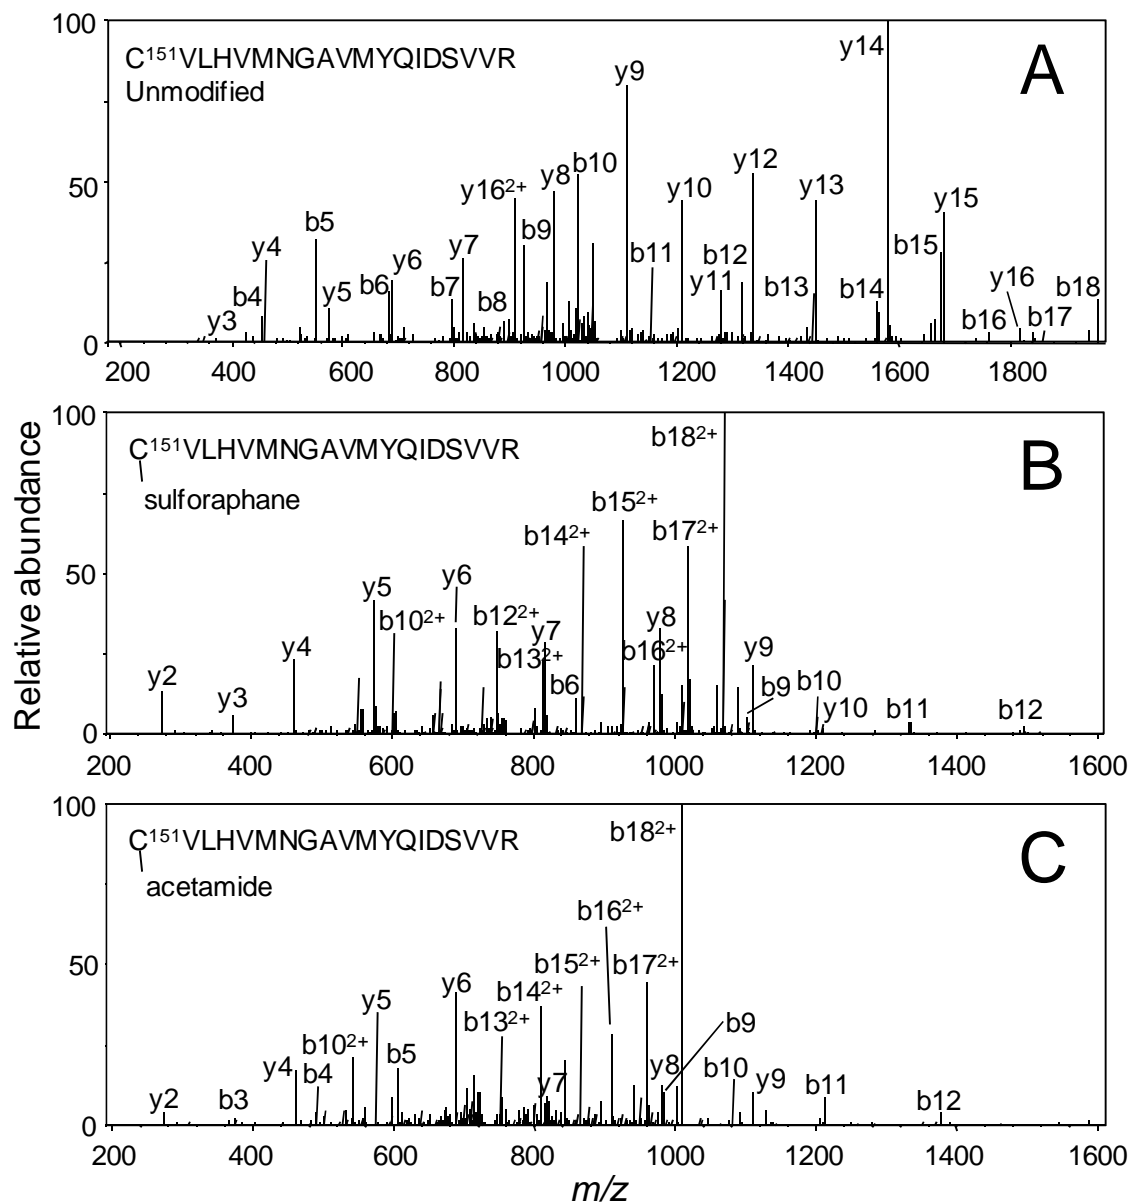 100
C¹⁵¹VLHVMNGAVMYQIDSVVR
Unmodified
A
y14
y9
y12
y16²⁺
y8
b10
y10
y13
y15
50
b5
y4
b9
y7
b11
b12
b15
y6
b6
b7
y11
b13
b14
y16
b18
b4
y5
b8
y3
b16
b17
0
200 400 600 800 1000 1200 1400 1600 1800
Relative abundance
100
C¹⁵¹VLHVMNGAVMYQIDSVVR
sulforaphane
B
b18²⁺
b15²⁺
b14²⁺
b17²⁺
50
y6
y5
b10²⁺
b12²⁺
y7
y8
y4
b13²⁺
b16²⁺
y9
y2
b6
b9
b10
y3
y10
b11
b12
0
200 400 600 800 1000 1200 1400 1600
100
C¹⁵¹VLHVMNGAVMYQIDSVVR
acetamide
C
b18²⁺
b16²⁺
50
b15²⁺
b17²⁺
y6
y5
b14²⁺
b13²⁺
b9
b10²⁺
b5
y4
b4
y8
b10
y7
y9
b11
y2
b3
b12
0
200 400 600 800 1000 1200 1400 1600
m/z